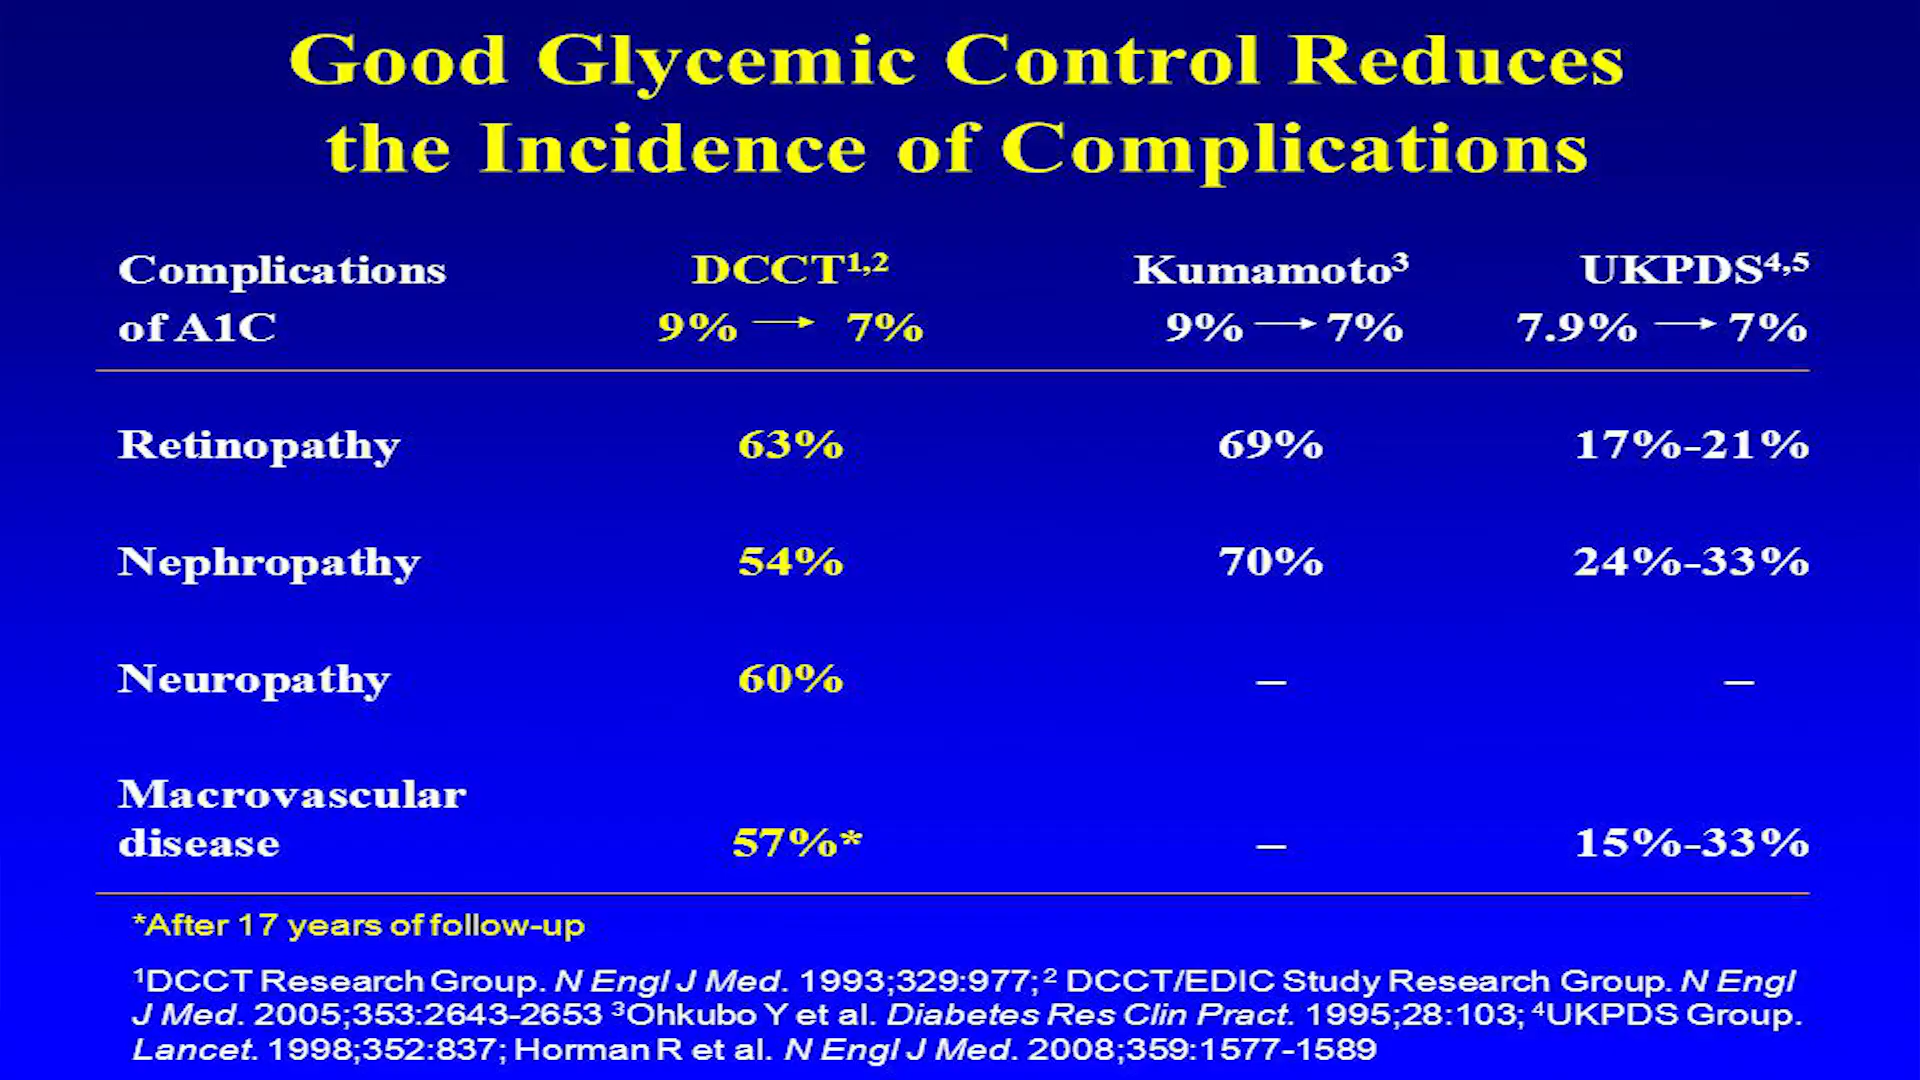 Good Glycemic Control Reduces
the Incidence of Complications
Complications DCCT1,2 Kumamoto3 UKPDS4,5
of A1C 9% → 7% 9% → 7% 7.9% → 7%
Retinopathy 63% 69% 17%-21%
Nephropathy 54% 70% 24%-33%
Neuropathy 60% – –
Macrovascular
disease 57%* – 15%-33%
*After 17 years of follow-up
1DCCT Research Group. N Engl J Med. 1993;329:977;2 DCCT/EDIC Study Research Group. N Engl
J Med. 2005;353:2643-2653 3Ohkubo Y et al. Diabetes Res Clin Pract. 1995;28:103; 4UKPDS Group.
Lancet. 1998;352:837; Horman R et al. N Engl J Med. 2008;359:1577-1589